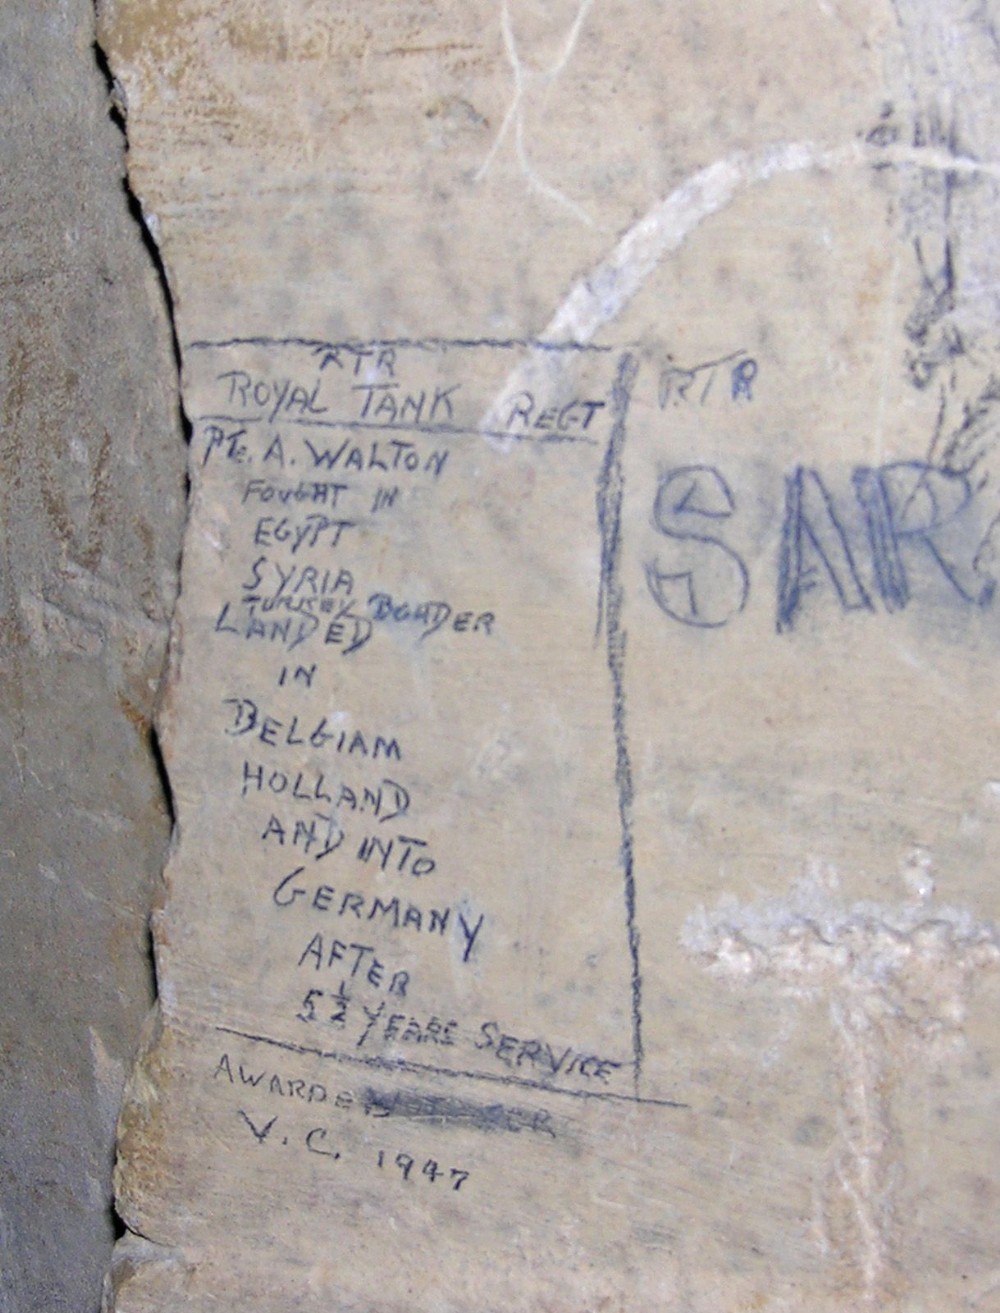 RTR
ROYAL TANK REGT
Pte. A. WALTON
FOUGHT IN
EGYPT
SYRIA
TURKEY BOADER
LANDED
IN
BELGIAM
HOLLAND
AND INTO
GERMANY
AFTER
5½ YEARS SERVICE
AWARDED
V.C. 1947
RTR
SAR